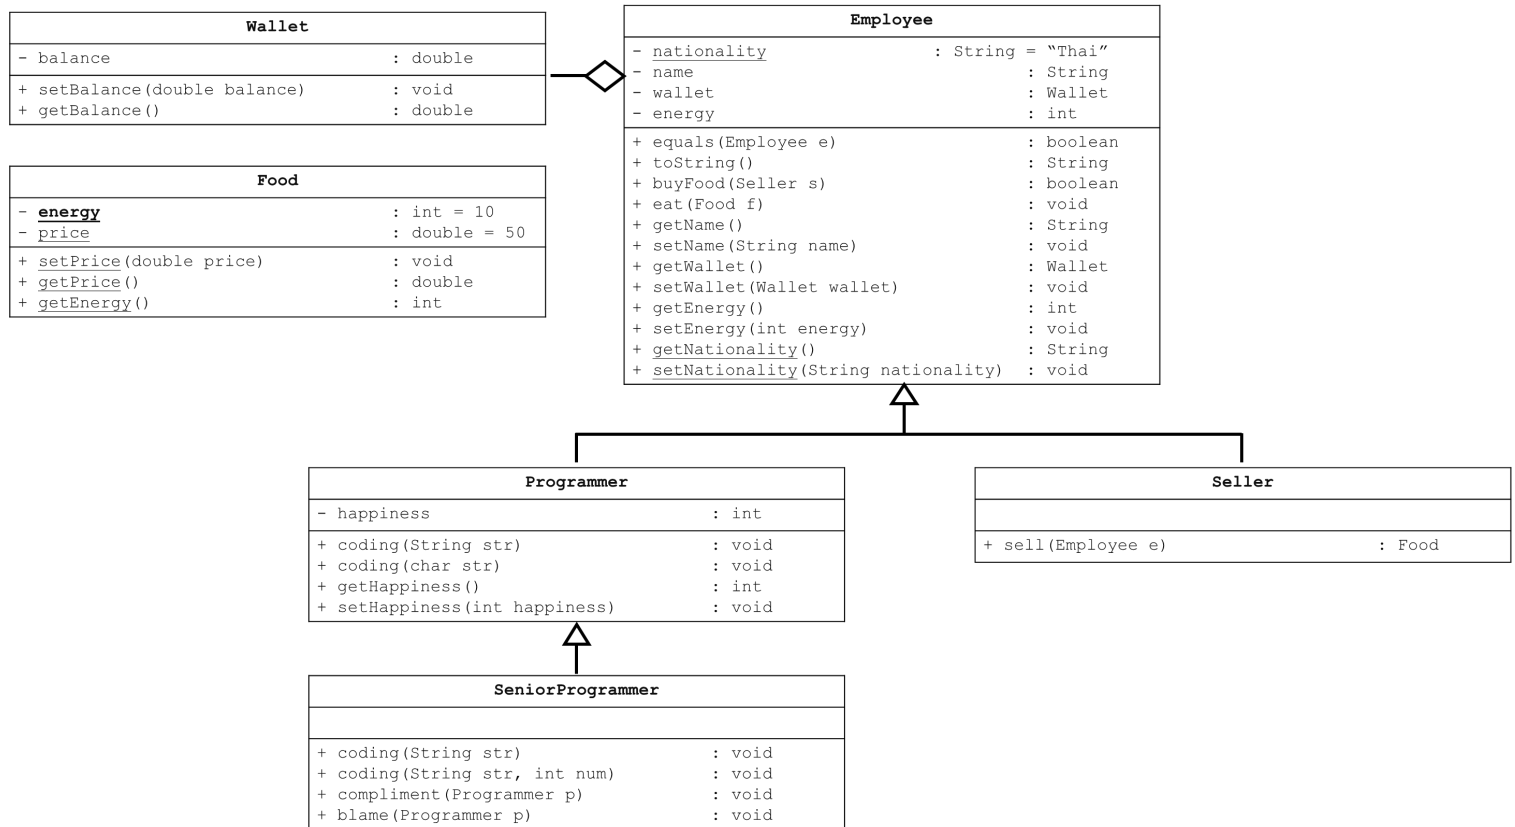 Wallet
- balance : double
+ setBalance(double balance) : void
+ getBalance() : double
Food
- energy : int = 10
- price : double = 50
+ setPrice(double price) : void
+ getPrice() : double
+ getEnergy() : int
Employee
- nationality : String = “Thai”
- name : String
- wallet : Wallet
- energy : int
+ equals(Employee e) : boolean
+ toString() : String
+ buyFood(Seller s) : boolean
+ eat(Food f) : void
+ getName() : String
+ setName(String name) : void
+ getWallet() : Wallet
+ setWallet(Wallet wallet) : void
+ getEnergy() : int
+ setEnergy(int energy) : void
+ getNationality() : String
+ setNationality(String nationality) : void
Programmer
- happiness : int
+ coding(String str) : void
+ coding(char str) : void
+ getHappiness() : int
+ setHappiness(int happiness) : void
Seller
+ sell(Employee e) : Food
SeniorProgrammer
+ coding(String str) : void
+ coding(String str, int num) : void
+ compliment(Programmer p) : void
+ blame(Programmer p) : void